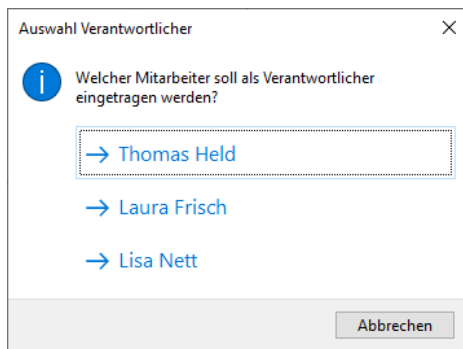 Auswahl Verantwortlicher
Welcher Mitarbeiter soll als Verantwortlicher
eingetragen werden?
Thomas Held
Laura Frisch
Lisa Nett
Abbrechen